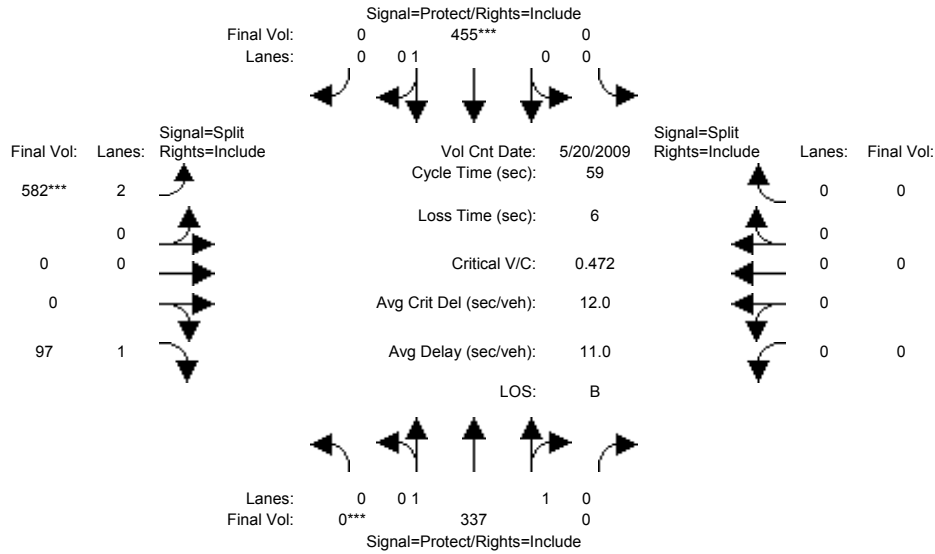 Signal=Protect/Rights=Include
Final Vol: 0 455*** 0
Lanes: 0 0 1 0 0
Signal=Split
Final Vol: Lanes: Rights=Include
Vol Cnt Date: 5/20/2009
Signal=Split
Rights=Include Lanes: Final Vol:
Cycle Time (sec): 59
582*** 2
0 0
Loss Time (sec): 6
0
0
0 0
Critical V/C: 0.472
0 0
0
Avg Crit Del (sec/veh): 12.0
0
97 1
Avg Delay (sec/veh): 11.0
0 0
LOS: B
Lanes: 0 0 1 1 0
Final Vol: 0*** 337 0
Signal=Protect/Rights=Include